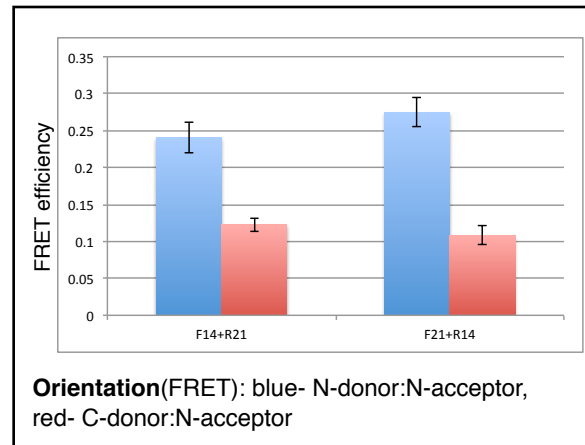 0.35
0.3
0.25
0.2
0.15
0.1
0.05
0
FRET efficiency
F14+R21
F21+R14
Orientation(FRET): blue- N-donor:N-acceptor,
red- C-donor:N-acceptor